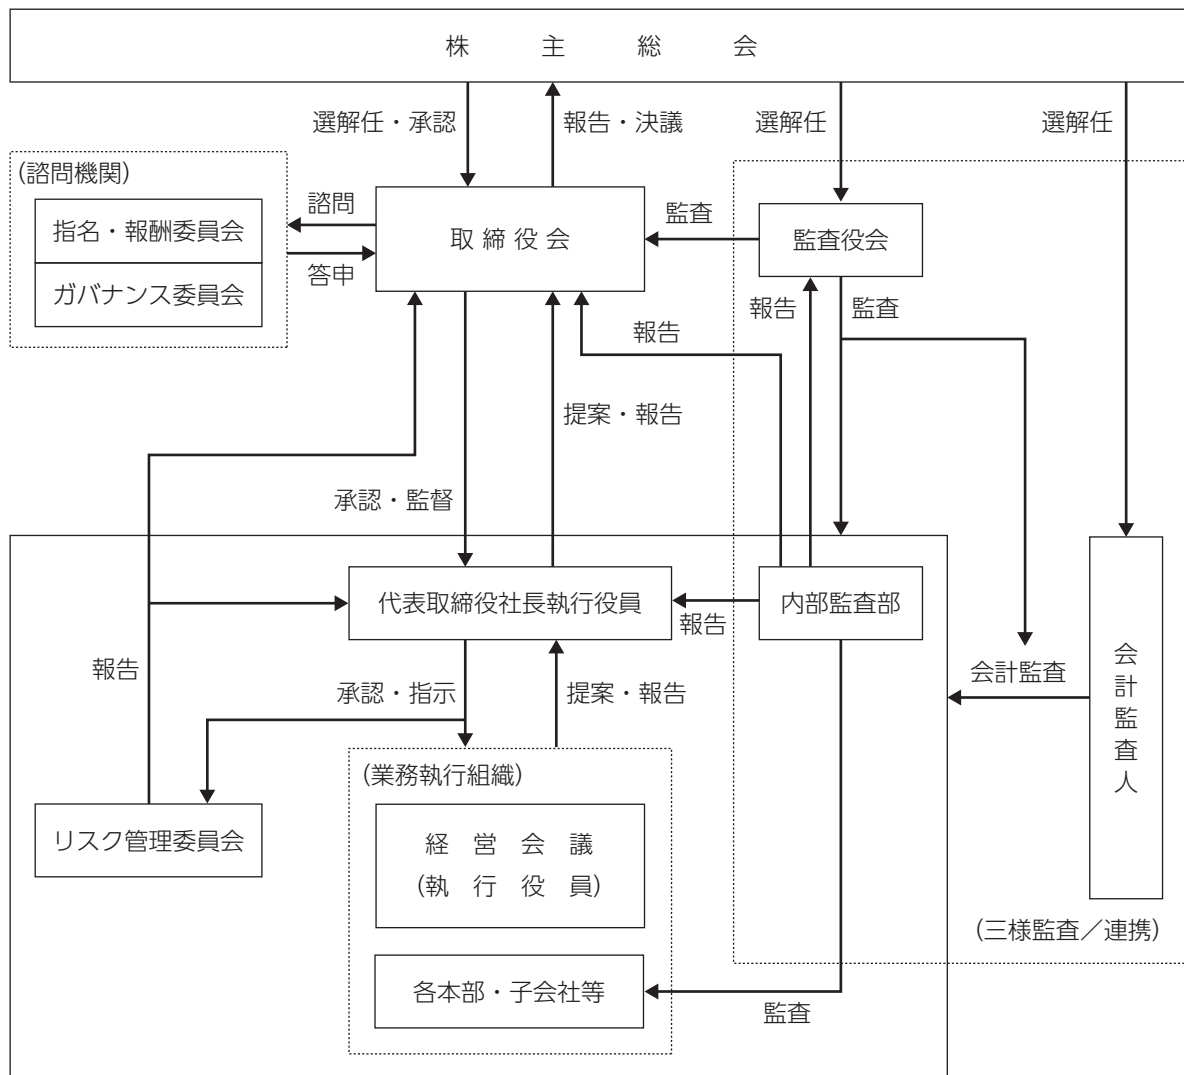 株主総会
選解任・承認
報告・決議
選解任
選解任
(諮問機関)
指名・報酬委員会
ガバナンス委員会
諮問
答申
取締役会
監査
監査役会
報告
報告
監査
提案・報告
承認・監督
代表取締役社長執行役員
報告
内部監査部
報告
承認・指示
提案・報告
会計監査
会計監査人
リスク管理委員会
(業務執行組織)
経営会議
(執行役員)
各本部・子会社等
監査
(三様監査／連携)